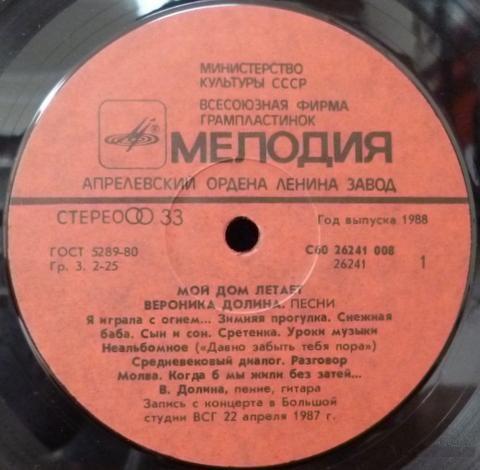 МИНИСТЕРСТВО
КУЛЬТУРЫ СССР
ВСЕСОЮЗНАЯ ФИРМА
ГРАМПЛАСТИНОК
МЕЛОДИЯ
АПРЕЛЕВСКИЙ ОРДЕНА ЛЕНИНА ЗАВОД
СТЕРЕО 33
Год выпуска 1988
ГОСТ 5289-80
С60 26241 008
Гр. 3. 2-25
26241
1
МОЙ ДОМ ЛЕТАЕТ
ВЕРОНИКА ДОЛИНА. ПЕСНИ
Я играла с огнем... Зимняя прогулка. Снежная
баба. Сын и сон. Сретенка. Уроки музыки
Неальбомное («Давно забыть тебя пора»)
Средневековый диалог. Разговор
Молва. Когда б мы жили без затей...
В. Долина, пение, гитара
Запись с концерта в Большой
студии ВСГ 22 апреля 1987 г.